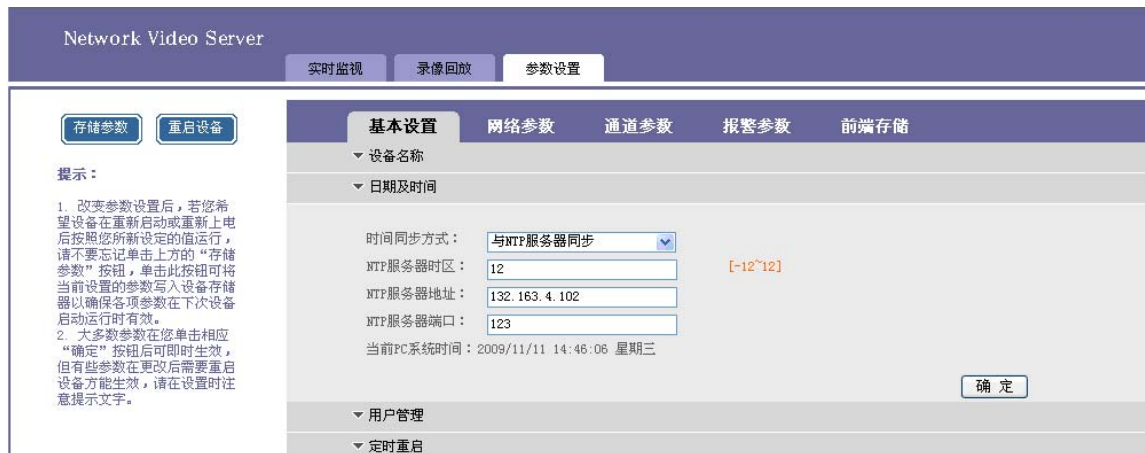 Network Video Server
实时监视 录像回放 参数设置
存储参数 重启设备
提示：
1. 改变参数设置后，若您希
望设备在重新启动或重新上电
后按照您所新设定的值运行，
请不要忘记单击上方的“存储
参数”按钮，单击此按钮可将
当前设置的参数写入设备存储
器以确保各项参数在下次设备
启动运行时有效。
2. 大多数参数在您单击相应
“确定”按钮后可即时生效，
但有些参数在更改后需要重启
设备方能生效，请在设置时注
意提示文字。
基本设置 网络参数 通道参数 报警参数 前端存储
设备名称
日期及时间
时间同步方式： 与NTP服务器同步
NTP服务器时区： 12 [-12~12]
NTP服务器地址： 132.163.4.102
NTP服务器端口： 123
当前PC系统时间：2009/11/11 14:46:06 星期三
确 定
用户管理
定时重启